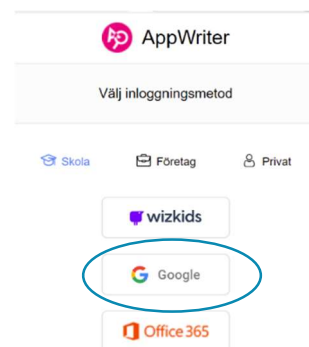 AppWriter
Välj inloggningsmetod
Skola Företag Privat
wizkids
Google
Office 365